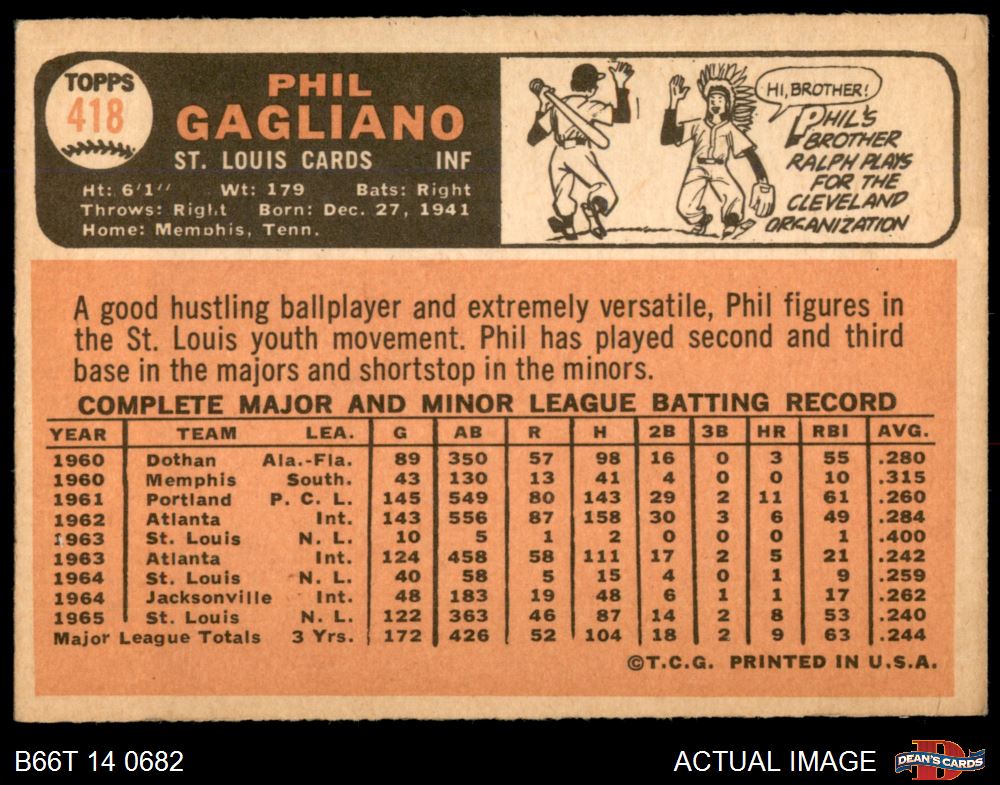 TOPPS
418
PHIL
GAGLIANO
ST. LOUIS CARDS INF
Ht: 6'1" Wt: 179 Bats: Right
Throws: Right Born: Dec. 27, 1941
Home: Memphis, Tenn.
HI, BROTHER!
PHIL'S
BROTHER
RALPH PLAYS
FOR THE
CLEVELAND
ORGANIZATION
A good hustling ballplayer and extremely versatile, Phil figures in
the St. Louis youth movement. Phil has played second and third
base in the majors and shortstop in the minors.
COMPLETE MAJOR AND MINOR LEAGUE BATTING RECORD
YEAR TEAM LEA. G AB R H 2B 3B HR RBI AVG.
1960 Dothan Ala.-Fla. 89 350 57 98 16 0 3 55 .280
1960 Memphis South. 43 130 13 41 4 0 0 10 .315
1961 Portland P. C. L. 145 549 80 143 29 2 11 61 .260
1962 Atlanta Int. 143 556 87 158 30 3 6 49 .284
1963 St. Louis N. L. 10 5 1 2 0 0 0 1 .400
1963 Atlanta Int. 124 458 58 111 17 2 5 21 .242
1964 St. Louis N. L. 40 58 5 15 4 0 1 9 .259
1964 Jacksonville Int. 48 183 19 48 6 1 1 17 .262
1965 St. Louis N. L. 122 363 46 87 14 2 8 53 .240
Major League Totals 3 Yrs. 172 426 52 104 18 2 9 63 .244
©T.C.G. PRINTED IN U.S.A.
B66T 14 0682 ACTUAL IMAGE
D
DEAN'S CARDS